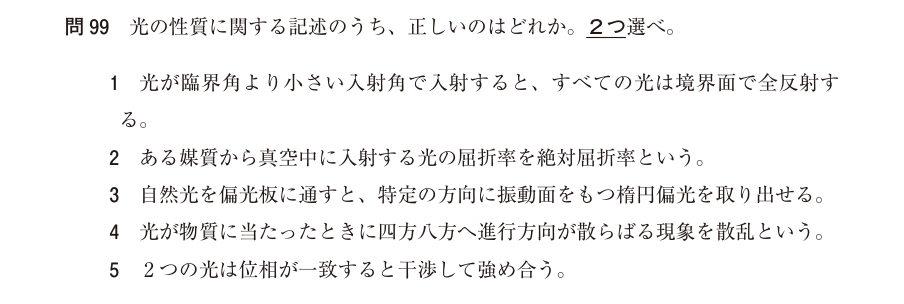 問 99　光の性質に関する記述のうち、正しいのはどれか。２つ選べ。
1　光が臨界角より小さい入射角で入射すると、すべての光は境界面で全反射す
る。
2　ある媒質から真空中に入射する光の屈折率を絶対屈折率という。
3　自然光を偏光板に通すと、特定の方向に振動面をもつ楕円偏光を取り出せる。
4　光が物質に当たったときに四方八方へ進行方向が散らばる現象を散乱という。
5　２つの光は位相が一致すると干渉して強め合う。